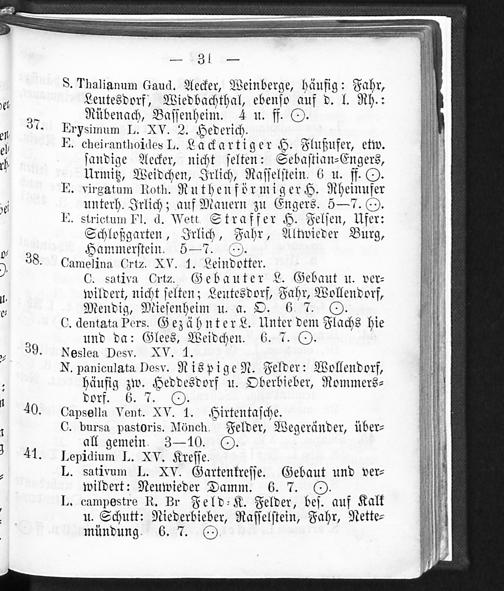 — 31 —
S. Thalianum Gaud. Aecker, Weinberge, häufig: Fahr,
Leutesdorf, Wiedbachthal, ebenso auf d. l. Rh.:
Rübenach, Bassenheim. 4 u. ff. ⊙.
37. Erysimum L. XV. 2. Hederich.
E. cheiranthoides L. Lackartiger H. Flußufer, etw.
sandige Aecker, nicht selten: Sebastian=Engers,
Urmitz, Weidchen, Irlich, Rasselstein. 6 u. ff. ⊙.
E. virgatum Roth. Ruthenförmiger H. Rheinufer
unterh. Irlich; auf Mauern zu Engers. 5—7. ⊙.
E. strictum Fl. d. Wett. Straffer H. Felsen, Ufer:
Schloßgarten, Irlich, Fahr, Altwieder Burg,
Hammerstein. 5—7. ⊙.
38. Camelina Crtz. XV. 1. Leindotter.
C. sativa Crtz. Gebauter L. Gebaut u. ver-
wildert, nicht selten; Leutesdorf, Fahr, Wollendorf,
Mendig, Miesenheim u. a. O. 6. 7. ⊙.
C. dentata Pers. Gezähnter L. Unter dem Flachs hie
und da: Glees, Weidchen. 6. 7. ⊙.
39. Neslea Desv. XV. 1.
N. paniculata Desv. Rispige N. Felder: Wollendorf,
häufig zw. Heddesdorf u. Oberbieber, Rommers-
dorf. 6. 7. ⊙.
40. Capsella Vent. XV. 1. Hirtentasche.
C. bursa pastoris. Mönch. Felder, Wegeränder, über-
all gemein. 3—10. ⊙.
41. Lepidium L. XV. Kresse.
L. sativum L. XV. Gartenkresse. Gebaut und ver-
wildert: Neuwieder Damm. 6. 7. ⊙.
L. campestre R. Br Feld=K. Felder, bes. auf Kalk
u. Schutt: Niederbieber, Rasselstein, Fahr, Nette-
mündung. 6. 7. ⊙.